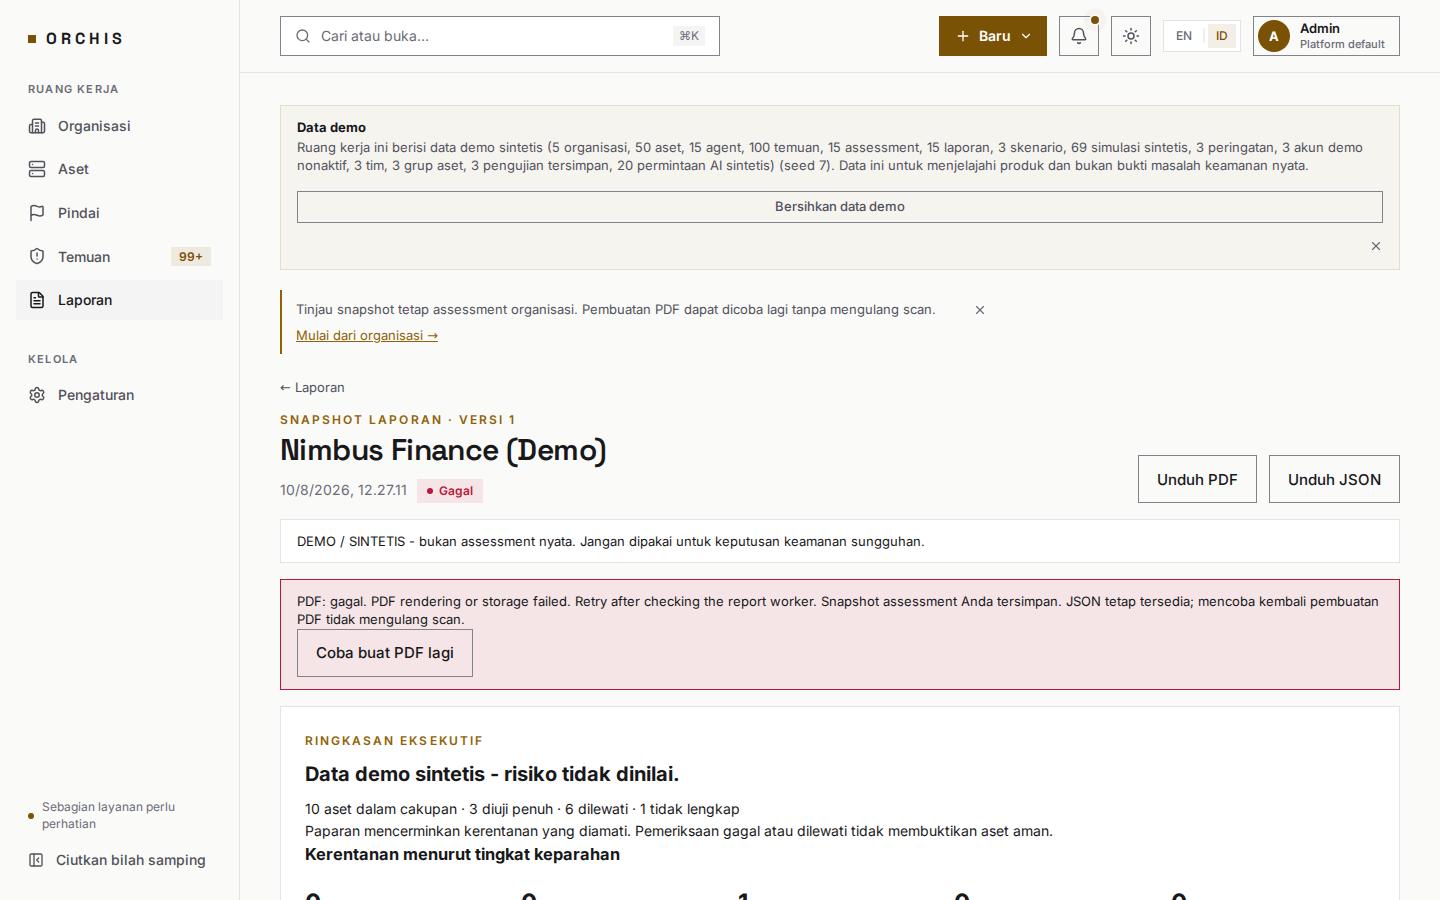 ORCHIS
Cari atau buka...
⌘K
Baru
EN
ID
A
Admin
Platform default
RUANG KERJA
Organisasi
Aset
Pindai
Temuan
99+
Laporan
KELOLA
Pengaturan
Sebagian layanan perlu
perhatian
Ciutkan bilah samping
Data demo
Ruang kerja ini berisi data demo sintetis (5 organisasi, 50 aset, 15 agent, 100 temuan, 15 assessment, 15 laporan, 3 skenario, 69 simulasi sintetis, 3 peringatan, 3 akun demo
nonaktif, 3 tim, 3 grup aset, 3 pengujian tersimpan, 20 permintaan AI sintetis) (seed 7). Data ini untuk menjelajahi produk dan bukan bukti masalah keamanan nyata.
Bersihkan data demo
Tinjau snapshot tetap assessment organisasi. Pembuatan PDF dapat dicoba lagi tanpa mengulang scan.
Mulai dari organisasi →
← Laporan
SNAPSHOT LAPORAN · VERSI 1
Nimbus Finance (Demo)
10/8/2026, 12.27.11
Gagal
Unduh PDF
Unduh JSON
DEMO / SINTETIS - bukan assessment nyata. Jangan dipakai untuk keputusan keamanan sungguhan.
PDF: gagal. PDF rendering or storage failed. Retry after checking the report worker. Snapshot assessment Anda tersimpan. JSON tetap tersedia; mencoba kembali pembuatan
PDF tidak mengulang scan.
Coba buat PDF lagi
RINGKASAN EKSEKUTIF
Data demo sintetis - risiko tidak dinilai.
10 aset dalam cakupan · 3 diuji penuh · 6 dilewati · 1 tidak lengkap
Paparan mencerminkan kerentanan yang diamati. Pemeriksaan gagal atau dilewati tidak membuktikan aset aman.
Kerentanan menurut tingkat keparahan